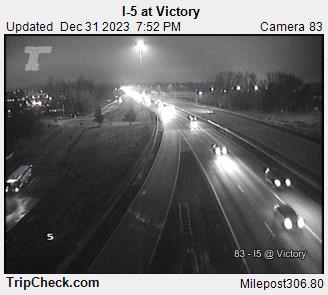 I-5 at Victory
Updated Dec 31 2023 7:52 PM Camera 83
S
83 - I5 @ Victory
TripCheck.com Milepost306.80